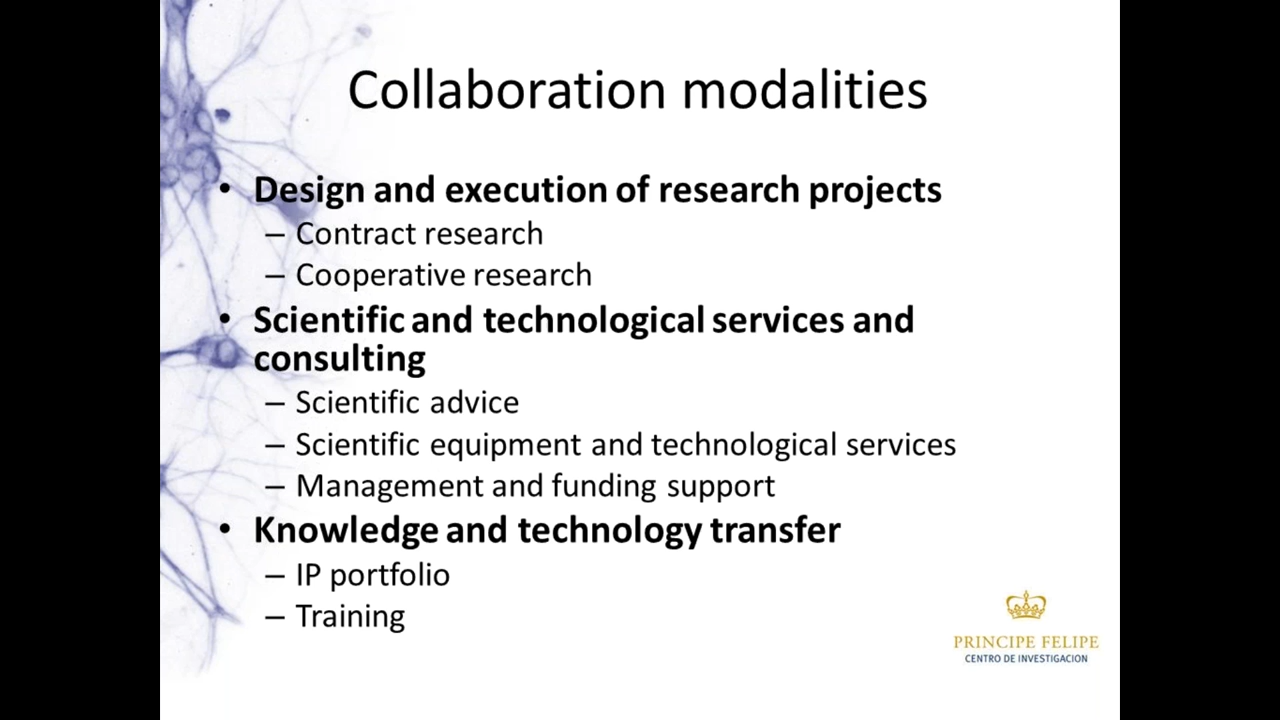 Collaboration modalities
• Design and execution of research projects
– Contract research
– Cooperative research
• Scientific and technological services and
consulting
– Scientific advice
– Scientific equipment and technological services
– Management and funding support
• Knowledge and technology transfer
– IP portfolio
– Training
PRINCIPE FELIPE
CENTRO DE INVESTIGACION